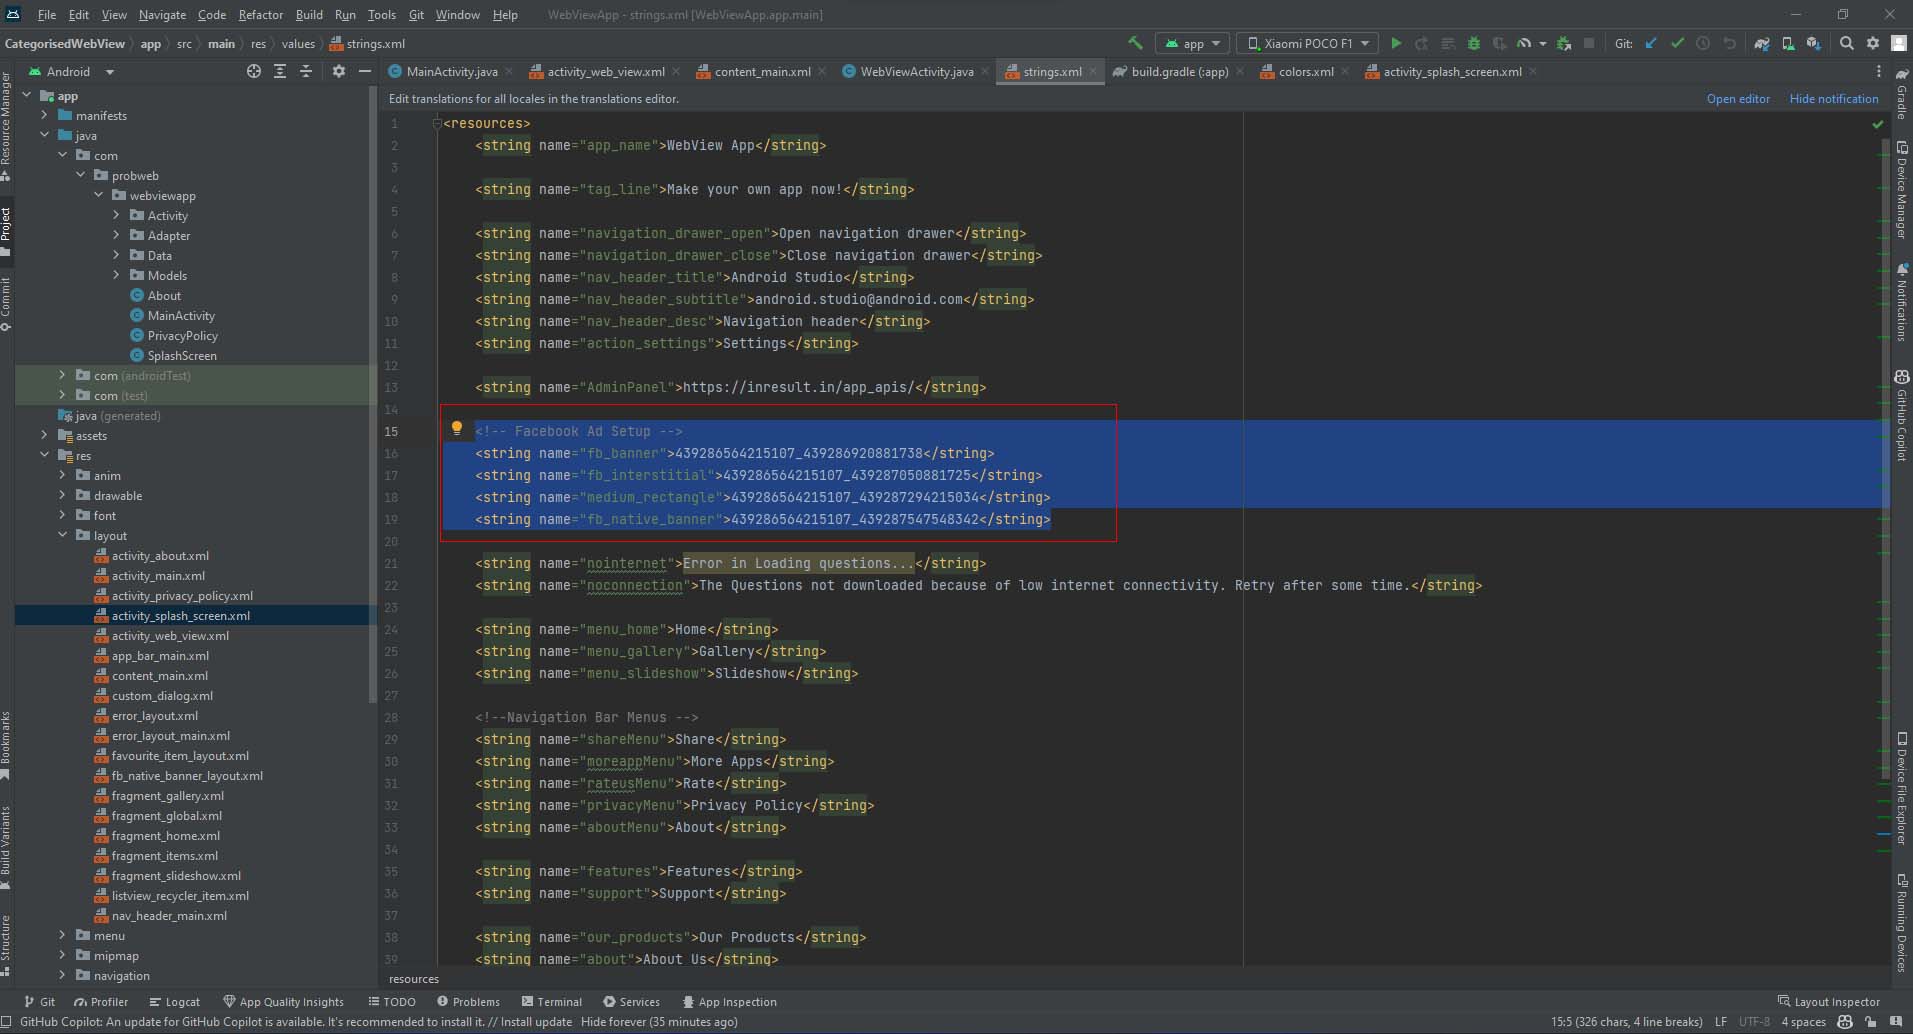 File Edit View Navigate Code Refactor Build Run Tools Git Window Help WebViewApp - strings.xml [WebViewApp.app.main]
CategorisedWebView app src main res values strings.xml app Xiaomi POCO F1 Git:
Android MainActivity.java activity_web_view.xml content_main.xml WebViewActivity.java strings.xml build.gradle (:app) colors.xml activity_splash_screen.xml
Edit translations for all locales in the translations editor. Open editor Hide notification
Resource Manager
Project
Commit
Bookmarks
Build Variants
Structure
app
manifests
java
com
probweb
webviewapp
Activity
Adapter
Data
Models
About
MainActivity
PrivacyPolicy
SplashScreen
com (androidTest)
com (test)
java (generated)
assets
res
anim
drawable
font
layout
activity_about.xml
activity_main.xml
activity_privacy_policy.xml
activity_splash_screen.xml
activity_web_view.xml
app_bar_main.xml
content_main.xml
custom_dialog.xml
error_layout.xml
error_layout_main.xml
favourite_item_layout.xml
fb_native_banner_layout.xml
fragment_gallery.xml
fragment_global.xml
fragment_home.xml
fragment_items.xml
fragment_slideshow.xml
listview_recycler_item.xml
nav_header_main.xml
menu
mipmap
navigation
1 <resources>
2 <string name="app_name">WebView App</string>
3
4 <string name="tag_line">Make your own app now!</string>
5
6 <string name="navigation_drawer_open">Open navigation drawer</string>
7 <string name="navigation_drawer_close">Close navigation drawer</string>
8 <string name="nav_header_title">Android Studio</string>
9 <string name="nav_header_subtitle">android.studio@android.com</string>
10 <string name="nav_header_desc">Navigation header</string>
11 <string name="action_settings">Settings</string>
12
13 <string name="AdminPanel">https://inresult.in/app_apis/</string>
14
15 <!-- Facebook Ad Setup -->
16 <string name="fb_banner">439286564215107_439286920881738</string>
17 <string name="fb_interstitial">439286564215107_439287050881725</string>
18 <string name="medium_rectangle">439286564215107_439287294215034</string>
19 <string name="fb_native_banner">439286564215107_439287547548342</string>
20
21 <string name="nointernet">Error in Loading questions...</string>
22 <string name="noconnection">The Questions not downloaded because of low internet connectivity. Retry after some time.</string>
23
24 <string name="menu_home">Home</string>
25 <string name="menu_gallery">Gallery</string>
26 <string name="menu_slideshow">Slideshow</string>
27
28 <!--Navigation Bar Menus -->
29 <string name="shareMenu">Share</string>
30 <string name="moreappMenu">More Apps</string>
31 <string name="rateusMenu">Rate</string>
32 <string name="privacyMenu">Privacy Policy</string>
33 <string name="aboutMenu">About</string>
34
35 <string name="features">Features</string>
36 <string name="support">Support</string>
37
38 <string name="our_products">Our Products</string>
39 <string name="about">About Us</string>
resources
Gradle
Device Manager
Notifications
GitHub Copilot
Device File Explorer
Running Devices
Git Profiler Logcat App Quality Insights TODO Problems Terminal Services App Inspection Layout Inspector
GitHub Copilot: An update for GitHub Copilot is available. It's recommended to install it. // Install update Hide forever (35 minutes ago) 15:5 (326 chars, 4 line breaks) LF UTF-8 4 spaces